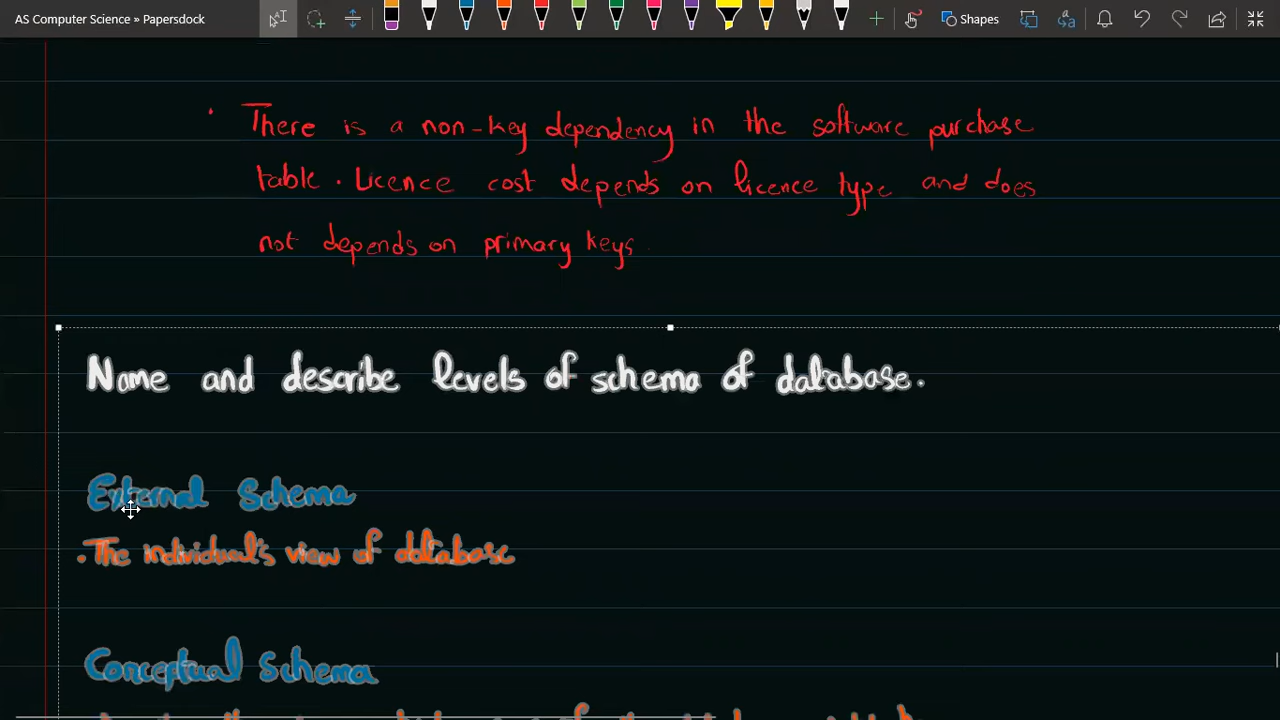 AS Computer Science » Papersdock
Shapes
• There is a non-key dependency in the software purchase
table. Licence cost depends on licence type and does
not depends on primary keys.
Name and describe levels of schema of database.
External Schema
• The individual's view of database
Conceptual Schema